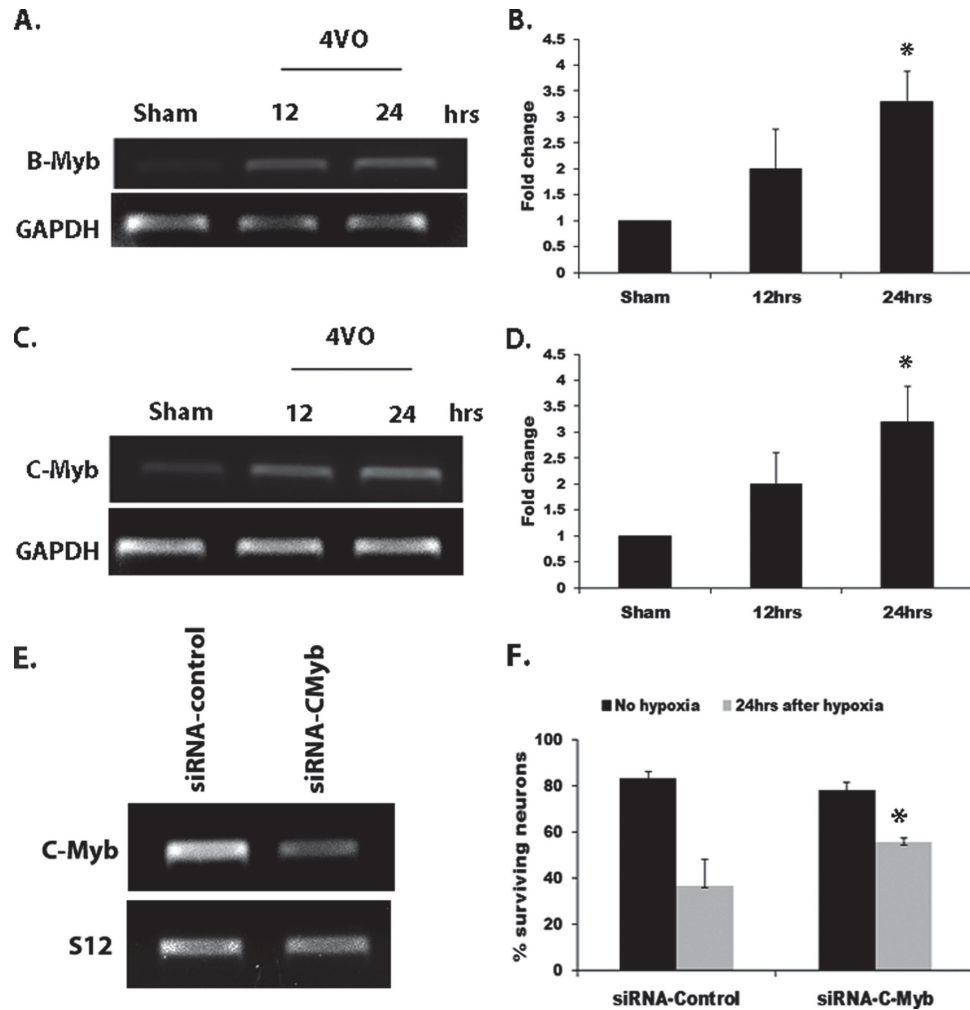 A.
4VO
Sham 12 24 hrs
B-Myb
GAPDH
B.
Fold change
4.5
4
3.5
3
2.5
2
1.5
1
0.5
0
*
Sham 12hrs 24hrs
C.
4VO
Sham 12 24 hrs
C-Myb
GAPDH
D.
Fold change
4.5
4
3.5
3
2.5
2
1.5
1
0.5
0
*
Sham 12hrs 24hrs
E.
siRNA-control
siRNA-CMyb
C-Myb
S12
F.
No hypoxia 24hrs after hypoxia
% surviving neurons
100
80
60
40
20
0
*
siRNA-Control siRNA-C-Myb